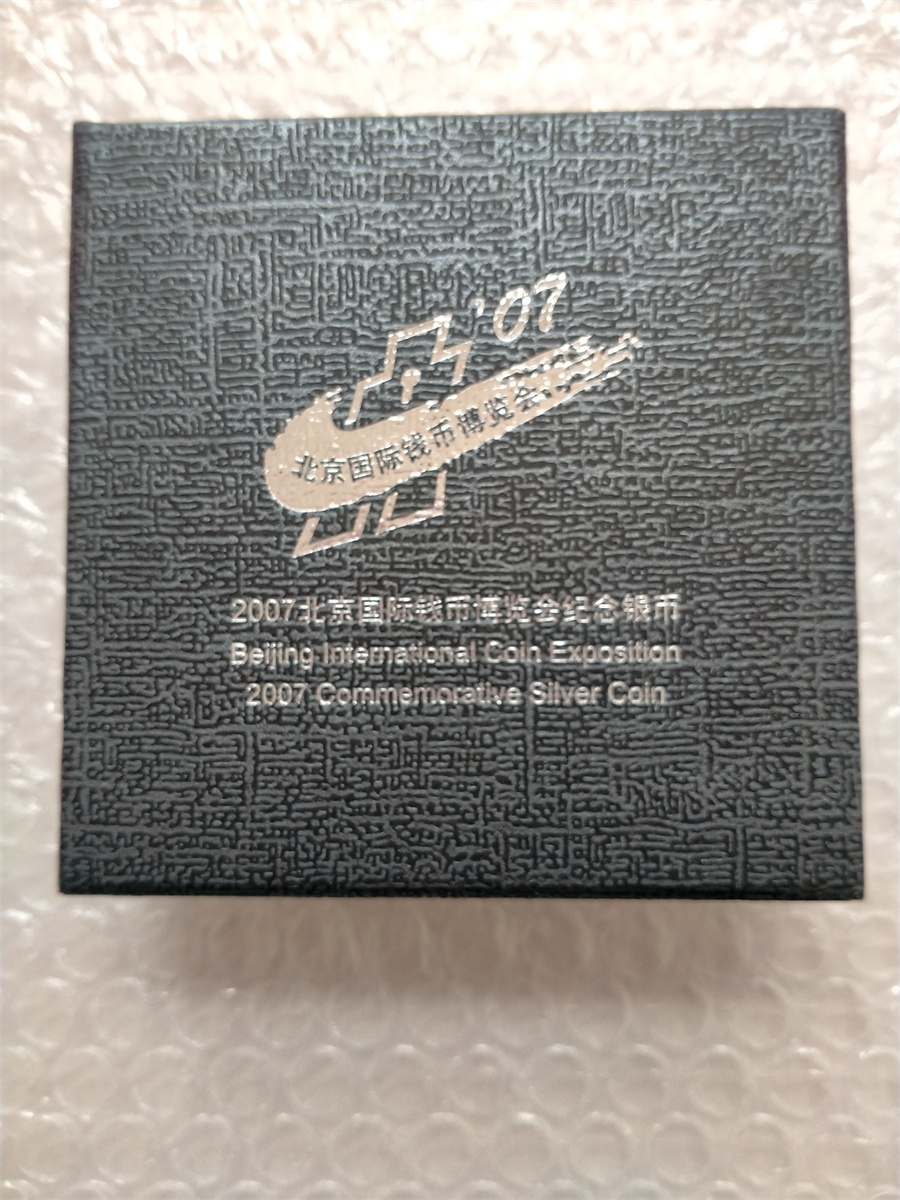 '07
北京国际钱币博览会
2007北京国际钱币博览会纪念银币
Beijing International Coin Exposition
2007 Commemorative Silver Coin